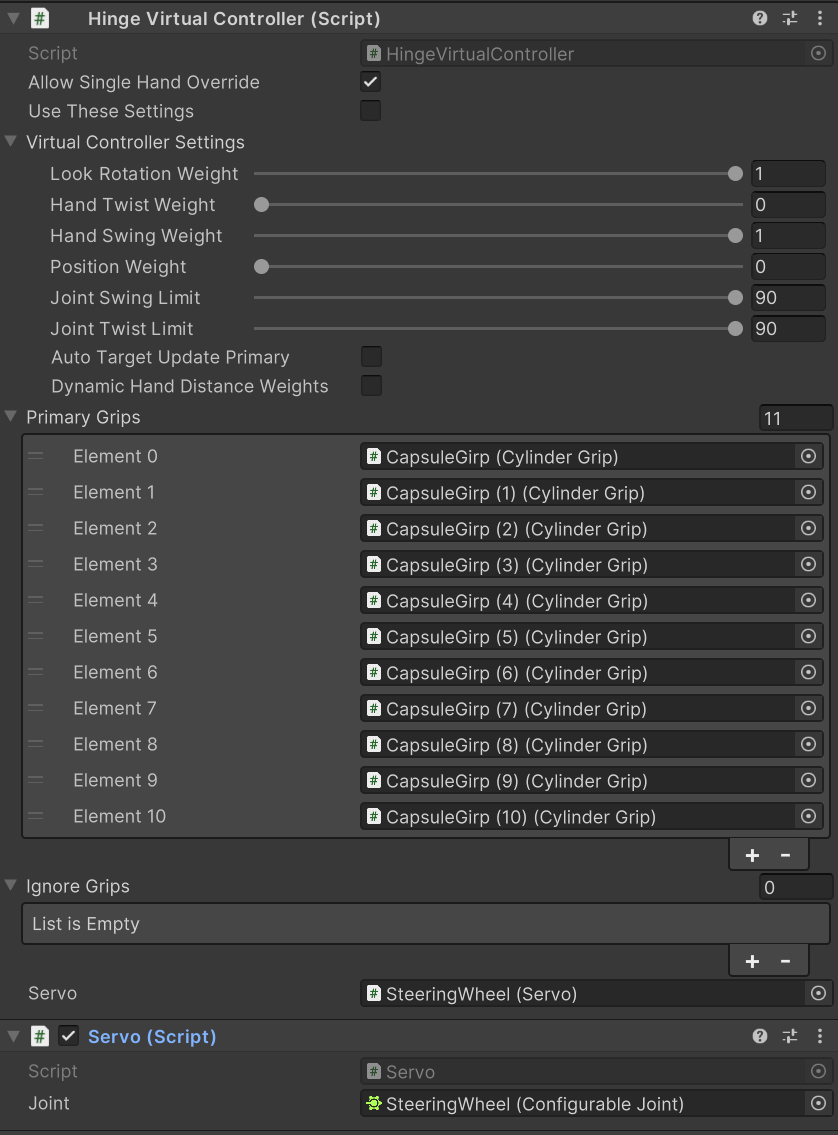 Hinge Virtual Controller (Script)
Script HingeVirtualController
Allow Single Hand Override
Use These Settings
Virtual Controller Settings
Look Rotation Weight 1
Hand Twist Weight 0
Hand Swing Weight 1
Position Weight 0
Joint Swing Limit 90
Joint Twist Limit 90
Auto Target Update Primary
Dynamic Hand Distance Weights
Primary Grips 11
Element 0 CapsuleGirp (Cylinder Grip)
Element 1 CapsuleGirp (1) (Cylinder Grip)
Element 2 CapsuleGirp (2) (Cylinder Grip)
Element 3 CapsuleGirp (3) (Cylinder Grip)
Element 4 CapsuleGirp (4) (Cylinder Grip)
Element 5 CapsuleGirp (5) (Cylinder Grip)
Element 6 CapsuleGirp (6) (Cylinder Grip)
Element 7 CapsuleGirp (7) (Cylinder Grip)
Element 8 CapsuleGirp (8) (Cylinder Grip)
Element 9 CapsuleGirp (9) (Cylinder Grip)
Element 10 CapsuleGirp (10) (Cylinder Grip)
+ -
Ignore Grips 0
List is Empty
+ -
Servo SteeringWheel (Servo)
Servo (Script)
Script Servo
Joint SteeringWheel (Configurable Joint)